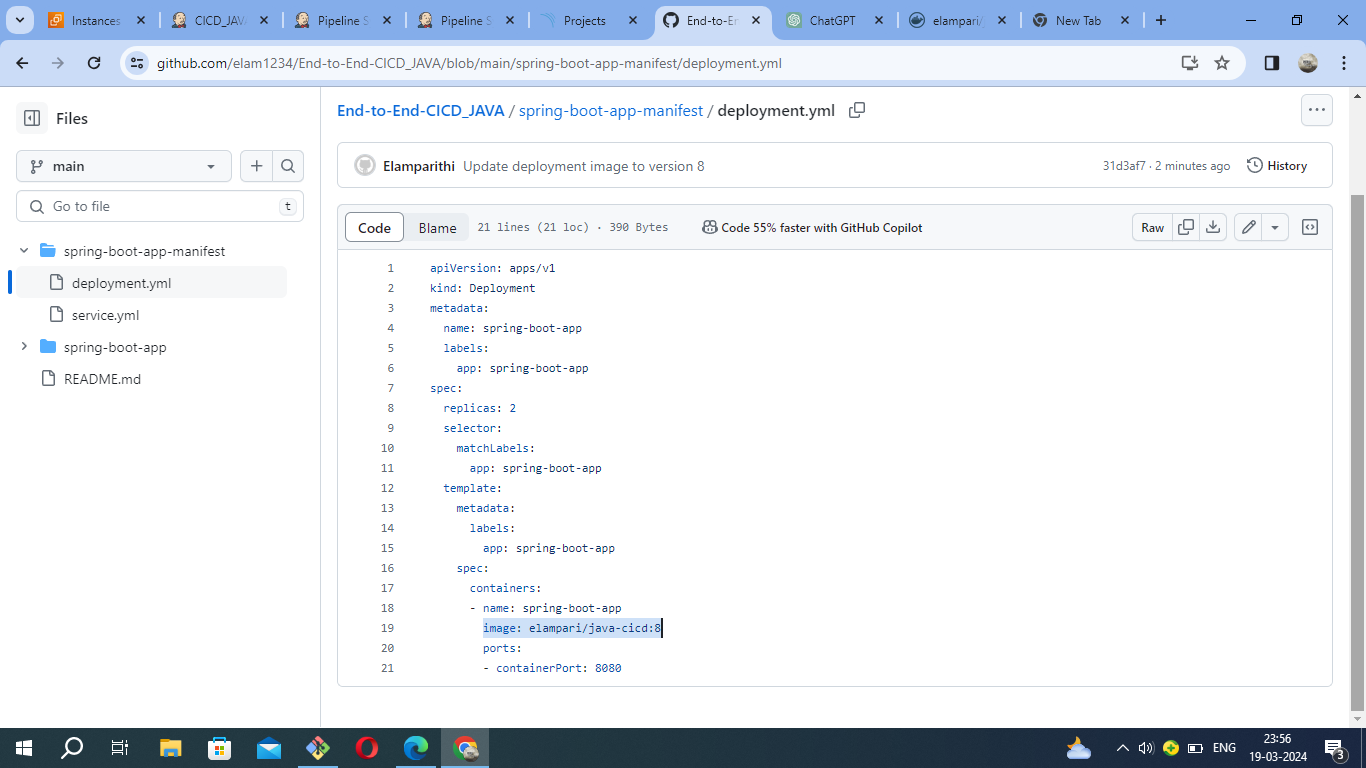 Instances
CICD_JAV
Pipeline S
Pipeline S
Projects
End-to-En
ChatGPT
elampari/
New Tab
github.com/elam1234/End-to-End-CICD_JAVA/blob/main/spring-boot-app-manifest/deployment.yml
Files
main
Go to file
t
spring-boot-app-manifest
deployment.yml
service.yml
spring-boot-app
README.md
End-to-End-CICD_JAVA / spring-boot-app-manifest / deployment.yml
Elamparithi Update deployment image to version 8
31d3af7 · 2 minutes ago
History
Code
Blame
21 lines (21 loc) · 390 Bytes
Code 55% faster with GitHub Copilot
Raw
1 apiVersion: apps/v1
2 kind: Deployment
3 metadata:
4 name: spring-boot-app
5 labels:
6 app: spring-boot-app
7 spec:
8 replicas: 2
9 selector:
10 matchLabels:
11 app: spring-boot-app
12 template:
13 metadata:
14 labels:
15 app: spring-boot-app
16 spec:
17 containers:
18 - name: spring-boot-app
19 image: elampari/java-cicd:8
20 ports:
21 - containerPort: 8080
ENG
23:56
19-03-2024
3